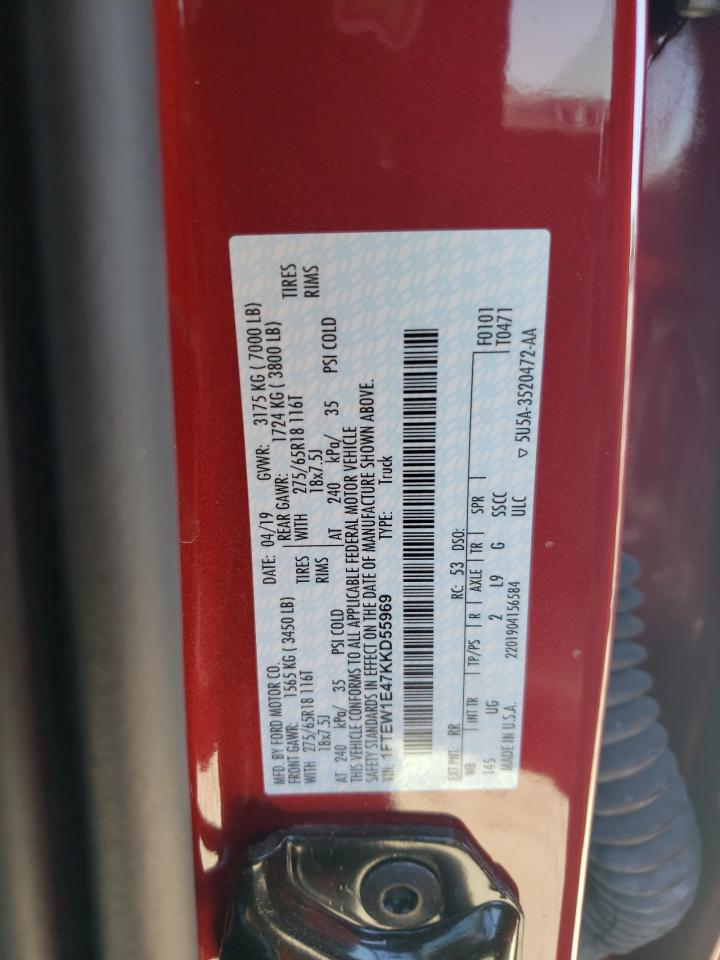 MFD. BY FORD MOTOR CO. DATE: 04/19 GVWR: 3175 KG ( 7000 LB)
FRONT GAWR: 1565 KG ( 3450 LB) REAR GAWR: 1724 KG ( 3800 LB)
WITH 275/65R18 116T TIRES WITH 275/65R18 116T TIRES
18x7.5J RIMS 18x7.5J RIMS
AT 240 kPa/ 35 PSI COLD AT 240 kPa/ 35 PSI COLD
THIS VEHICLE CONFORMS TO ALL APPLICABLE FEDERAL MOTOR VEHICLE
SAFETY STANDARDS IN EFFECT ON THE DATE OF MANUFACTURE SHOWN ABOVE.
VIN: 1FTEW1E47KKD55969 TYPE: Truck
EXT PNT: RR RC: 53 DSO: F0101
WB INT TR TP/PS R AXLE TR SPR T0471
145 UG 2 L9 G SSCC
MADE IN U.S.A. 2201904156584 ULC ▽ 5U5A-3520472-AA